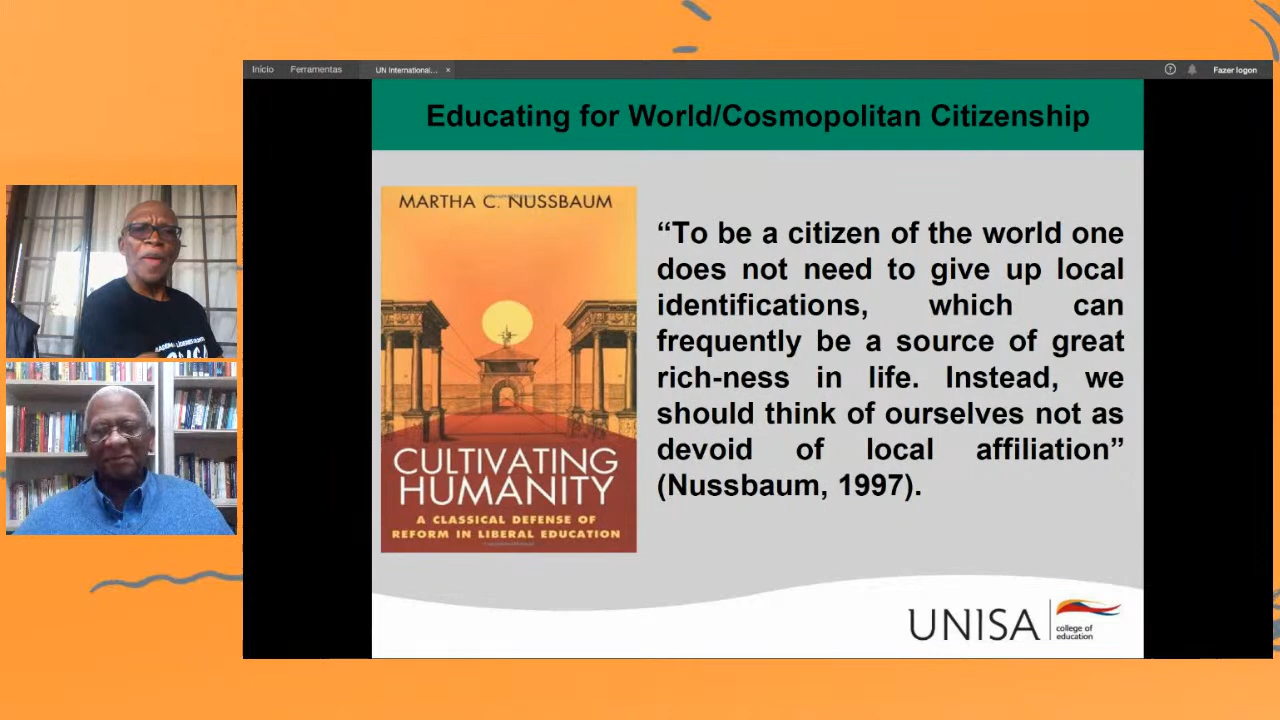 Início Ferramentas UN International... × Fazer logon
Educating for World/Cosmopolitan Citizenship
MARTHA C. NUSSBAUM
CULTIVATING
HUMANITY
A CLASSICAL DEFENSE OF
REFORM IN LIBERAL EDUCATION
“To be a citizen of the world one
does not need to give up local
identifications, which can
frequently be a source of great
rich-ness in life. Instead, we
should think of ourselves not as
devoid of local affiliation”
(Nussbaum, 1997).
UNISA
college of
education